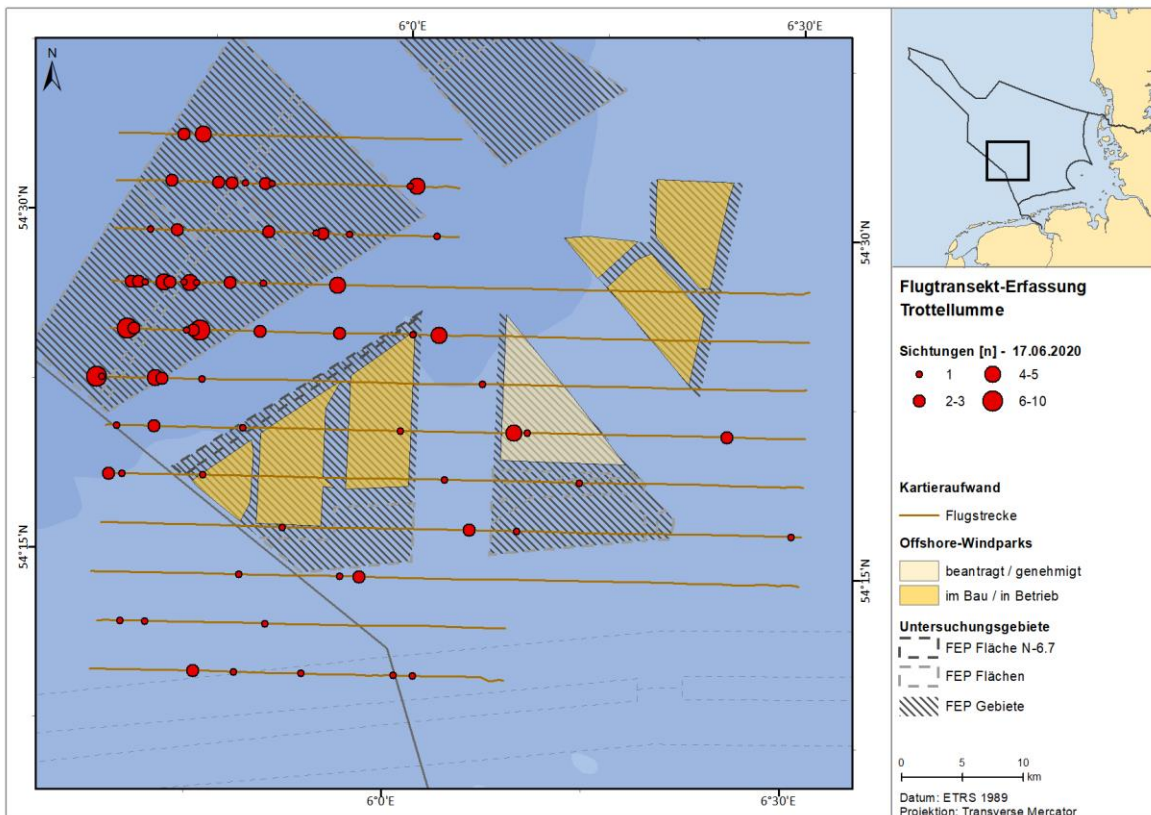 6°0'E
6°30'E
N
54°30'N
54°30'N
54°15'N
54°15'N
6°0'E
6°30'E
Flugtransekt-Erfassung
Trottellumme
Sichtungen [n] - 17.06.2020
1
4-5
2-3
6-10
Kartieraufwand
Flugstrecke
Offshore-Windparks
beantragt / genehmigt
im Bau / in Betrieb
Untersuchungsgebiete
FEP Fläche N-6.7
FEP Flächen
FEP Gebiete
0 5 10
km
Datum: ETRS 1989
Projektion: Transverse Mercator